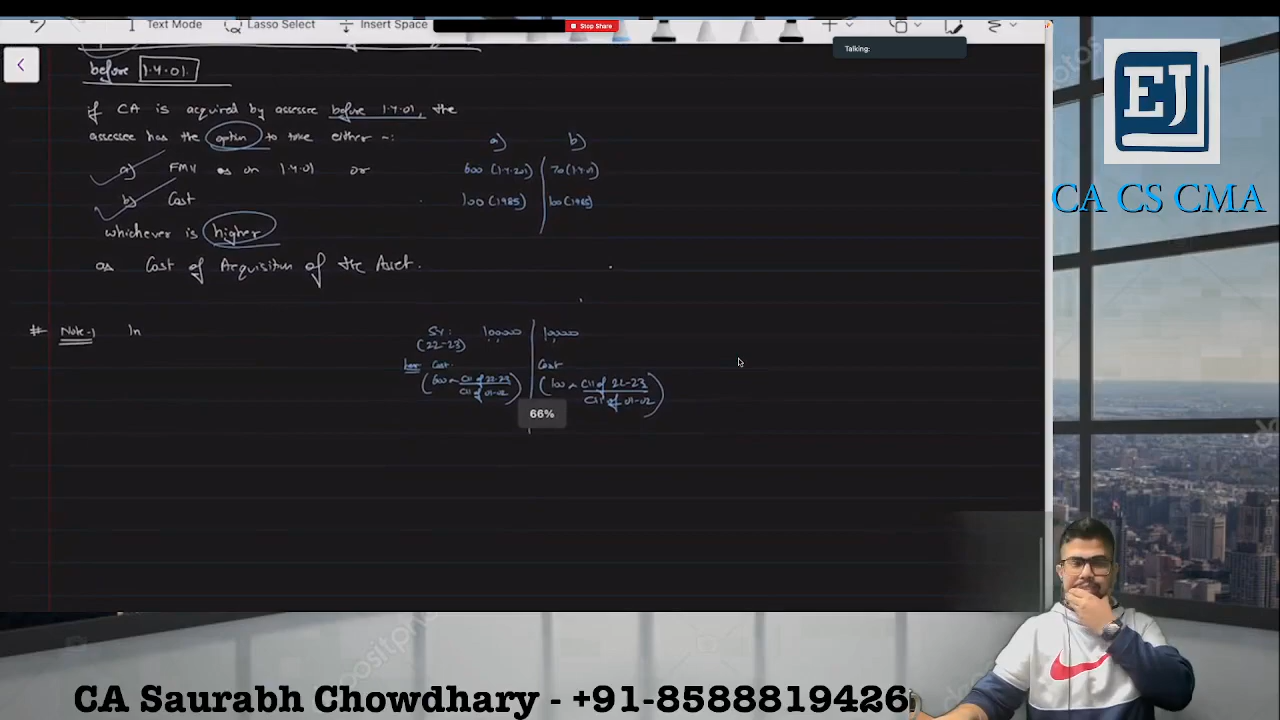 Text Mode Lasso Select Insert Space
Stop Share
Talking:
before 1.4.01.
if CA is acquired by assessee before 1.4.01, the
assessee has the option to take either ~:
a) b)
a) FMV as on 1.4.01 or 600 (1.4.201) 70 (1.4.01)
b) Cost 100 (1985) 100 (1985)
whichever is higher
as Cost of Acquisition of the Asset.
# Note-1 In
SV: 100,000 10,000
(22-23)
Less Cost Cost
(600 × CII of 22-23 / CII of 01-02) (100 × CII of 22-23 / CII of 01-02)
66%
EJ
CA CS CMA
CA Saurabh Chowdhary - +91-8588819426